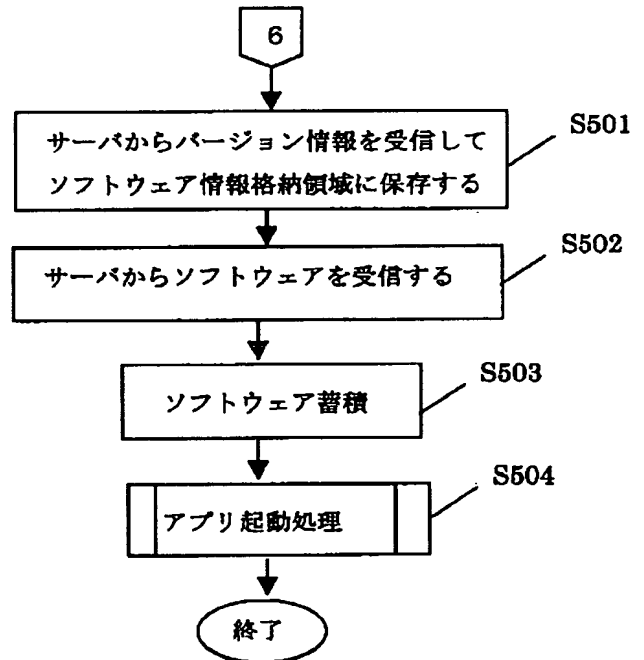 6
サーバからバージョン情報を受信して
ソフトウェア情報格納領域に保存する
S501
サーバからソフトウェアを受信する
S502
ソフトウェア蓄積
S503
アプリ起動処理
S504
終了